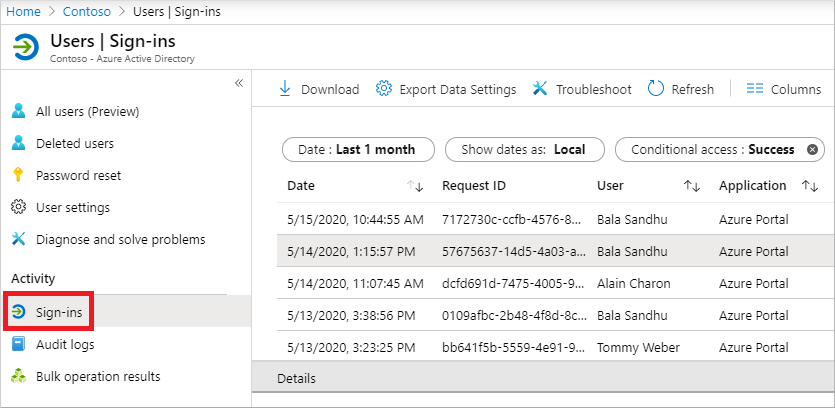 Home > Contoso > Users | Sign-ins
Users | Sign-ins
Contoso - Azure Active Directory
«
All users (Preview)
Deleted users
Password reset
User settings
Diagnose and solve problems
Activity
Sign-ins
Audit logs
Bulk operation results
Download Export Data Settings Troubleshoot Refresh Columns
Date : Last 1 month Show dates as: Local Conditional access : Success
Date Request ID User Application
5/15/2020, 10:44:55 AM 7172730c-ccfb-4576-8... Bala Sandhu Azure Portal
5/14/2020, 1:15:57 PM 57675637-14d5-4a03-a... Bala Sandhu Azure Portal
5/14/2020, 11:07:45 AM dcfd691d-7475-4005-9... Alain Charon Azure Portal
5/13/2020, 3:38:56 PM 0109afbc-2b48-4f8d-8c... Bala Sandhu Azure Portal
5/13/2020, 3:23:25 PM bb641f5b-5559-4e91-9... Tommy Weber Azure Portal
Details